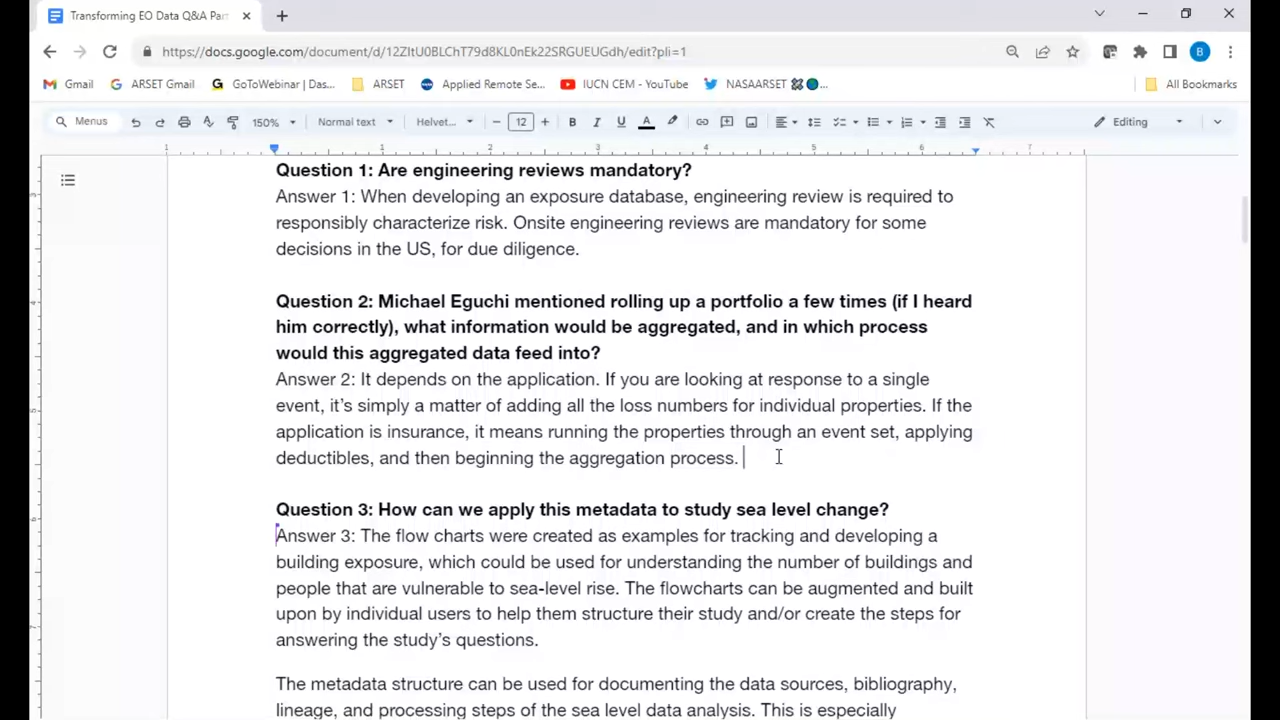 Transforming EO Data Q&A Par
https://docs.google.com/document/d/12ZItU0BLChT79d8KL0nEk22SRGUEUGdh/edit?pli=1
Gmail ARSET Gmail GoToWebinar | Das... ARSET Applied Remote Se... IUCN CEM - YouTube NASAARSET All Bookmarks
Menus 150% Normal text Helvet... 12 B I U A Editing
1 1 2 3 4 5 6 7
Question 1: Are engineering reviews mandatory?
Answer 1: When developing an exposure database, engineering review is required to
responsibly characterize risk. Onsite engineering reviews are mandatory for some
decisions in the US, for due diligence.
Question 2: Michael Eguchi mentioned rolling up a portfolio a few times (if I heard
him correctly), what information would be aggregated, and in which process
would this aggregated data feed into?
Answer 2: It depends on the application. If you are looking at response to a single
event, it’s simply a matter of adding all the loss numbers for individual properties. If the
application is insurance, it means running the properties through an event set, applying
deductibles, and then beginning the aggregation process.
Question 3: How can we apply this metadata to study sea level change?
Answer 3: The flow charts were created as examples for tracking and developing a
building exposure, which could be used for understanding the number of buildings and
people that are vulnerable to sea-level rise. The flowcharts can be augmented and built
upon by individual users to help them structure their study and/or create the steps for
answering the study’s questions.
The metadata structure can be used for documenting the data sources, bibliography,
lineage, and processing steps of the sea level data analysis. This is especially